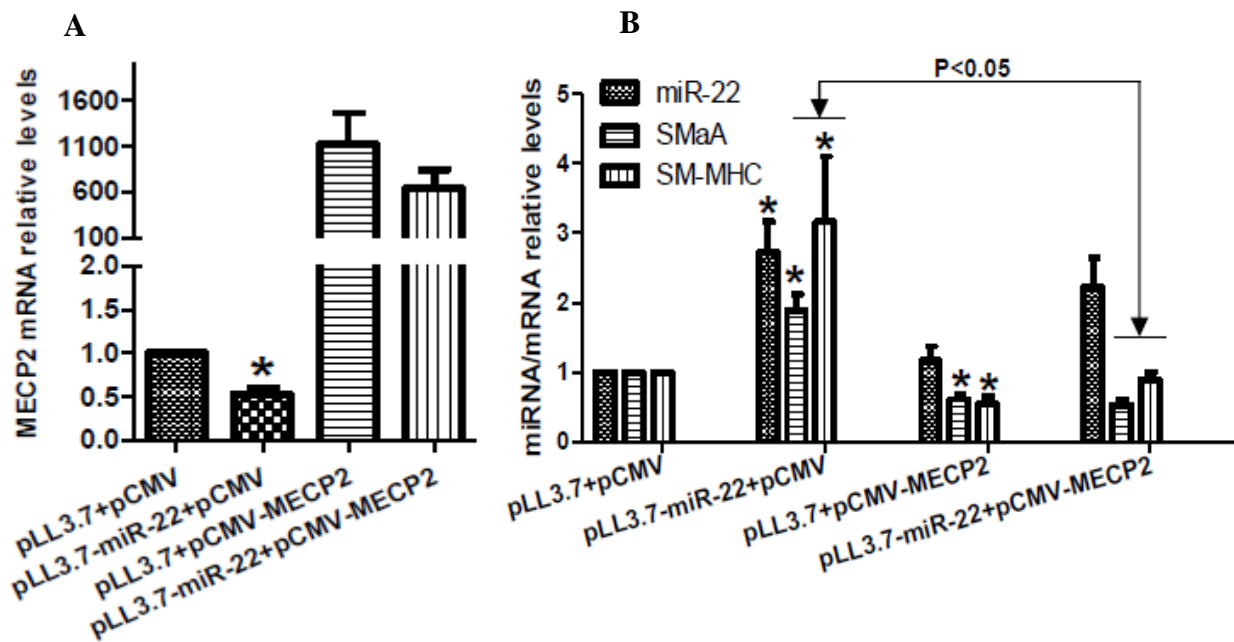 A
MECP2 mRNA relative levels
1600
1100
600
100
2.0
1.5
1.0
0.5
0.0
*
pLL3.7+pCMV
pLL3.7-miR-22+pCMV
pLL3.7+pCMV-MECP2
pLL3.7-miR-22+pCMV-MECP2
B
P<0.05
miR-22
SMaA
SM-MHC
miRNA/mRNA relative levels
5
4
3
2
1
0
* * *
* *
pLL3.7+pCMV
pLL3.7-miR-22+pCMV
pLL3.7+pCMV-MECP2
pLL3.7-miR-22+pCMV-MECP2